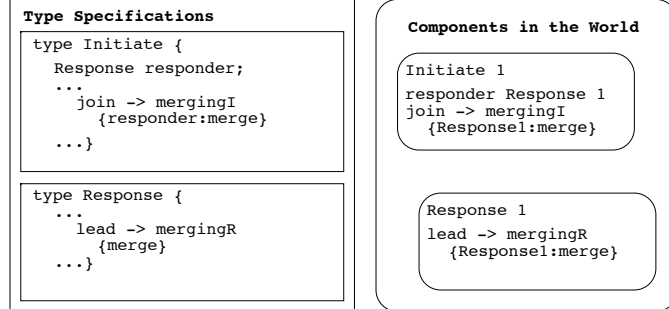 Type Specifications
type Initiate {
Response responder;
...
join -> mergingI
{responder:merge}
...}
type Response {
...
lead -> mergingR
{merge}
...}
Components in the World
Initiate 1
responder Response 1
join -> mergingI
{Response1:merge}
Response 1
lead -> mergingR
{Response1:merge}